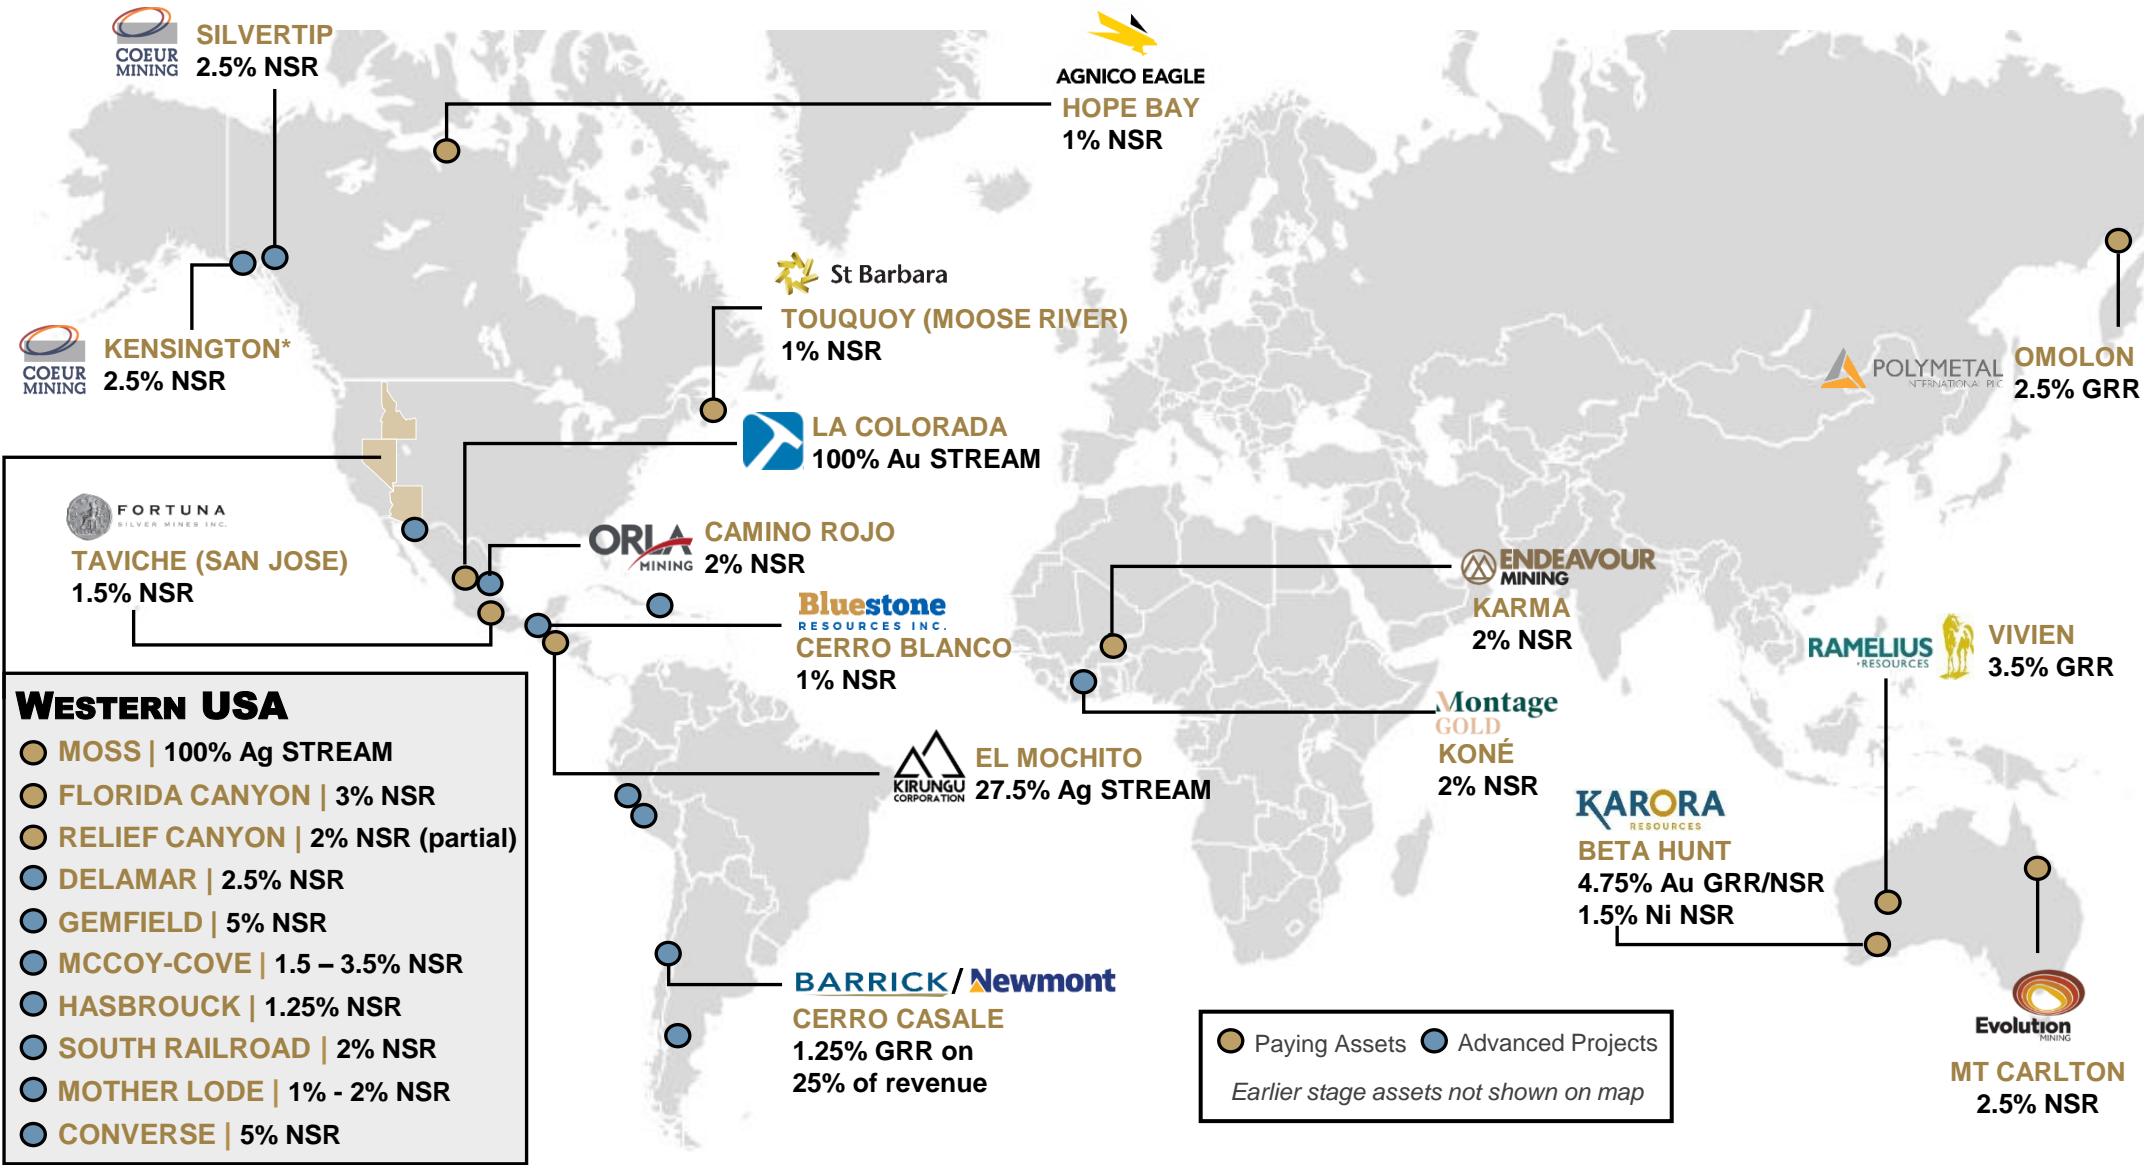 COEUR
MINING
SILVERTIP
2.5% NSR
AGNICO EAGLE
HOPE BAY
1% NSR
St Barbara
TOUQUOY (MOOSE RIVER)
1% NSR
COEUR
MINING
KENSINGTON*
2.5% NSR
POLYMETAL
INTERNATIONAL PLC
OMOLON
2.5% GRR
LA COLORADA
100% Au STREAM
FORTUNA
SILVER MINES INC.
TAVICHE (SAN JOSE)
1.5% NSR
ORLA
MINING
CAMINO ROJO
2% NSR
ENDEAVOUR
MINING
KARMA
2% NSR
Bluestone
RESOURCES INC.
CERRO BLANCO
1% NSR
RAMELIUS
RESOURCES
VIVIEN
3.5% GRR
Montage
GOLD
KONÉ
2% NSR
KIRUNGU
CORPORATION
EL MOCHITO
27.5% Ag STREAM
KARORA
RESOURCES
BETA HUNT
4.75% Au GRR/NSR
1.5% Ni NSR
WESTERN USA
MOSS | 100% Ag STREAM
FLORIDA CANYON | 3% NSR
RELIEF CANYON | 2% NSR (partial)
DELAMAR | 2.5% NSR
GEMFIELD | 5% NSR
MCCOY-COVE | 1.5 – 3.5% NSR
HASBROUCK | 1.25% NSR
SOUTH RAILROAD | 2% NSR
MOTHER LODE | 1% - 2% NSR
CONVERSE | 5% NSR
BARRICK / Newmont
CERRO CASALE
1.25% GRR on
25% of revenue
Evolution
MINING
MT CARLTON
2.5% NSR
Paying Assets
Advanced Projects
Earlier stage assets not shown on map